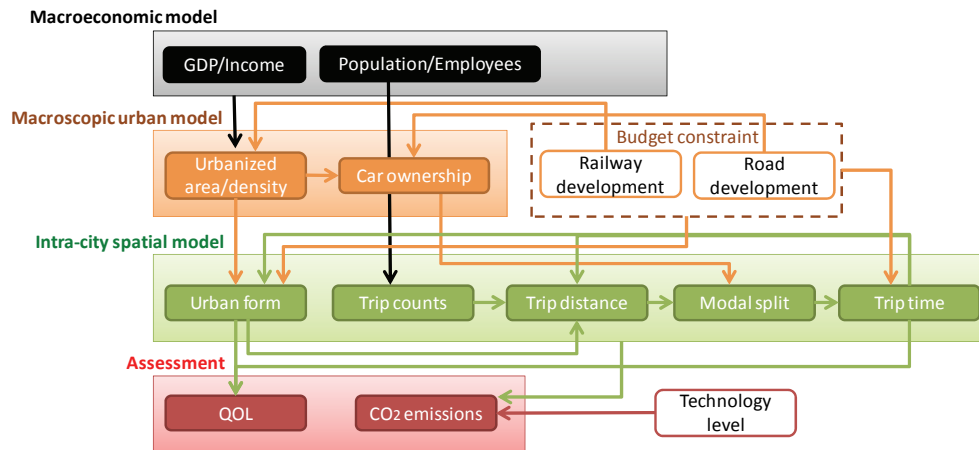 Macroeconomic model
GDP/Income
Population/Employees
Macroscopic urban model
Budget constraint
Urbanized
area/density
Car ownership
Railway
development
Road
development
Intra-city spatial model
Urban form
Trip counts
Trip distance
Modal split
Trip time
Assessment
QOL
CO2 emissions
Technology
level